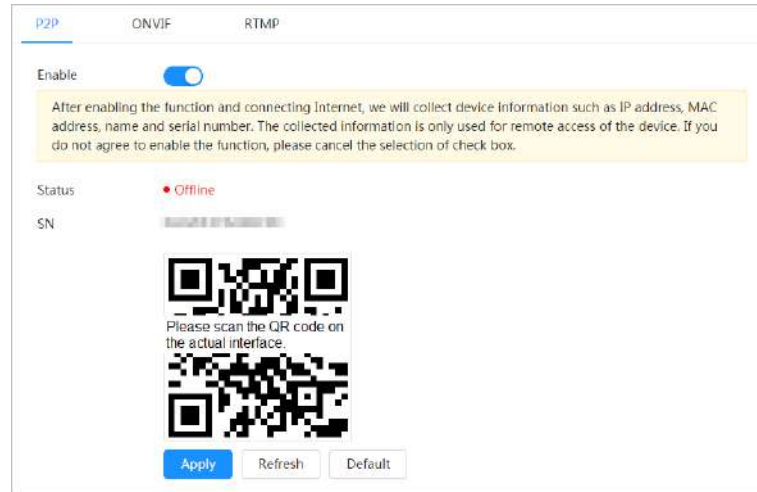 P2P ONVIF RTMP
Enable
After enabling the function and connecting Internet, we will collect device information such as IP address, MAC
address, name and serial number. The collected information is only used for remote access of the device. If you
do not agree to enable the function, please cancel the selection of check box.
Status Offline
SN
Please scan the QR code on
the actual interface.
Apply Refresh Default